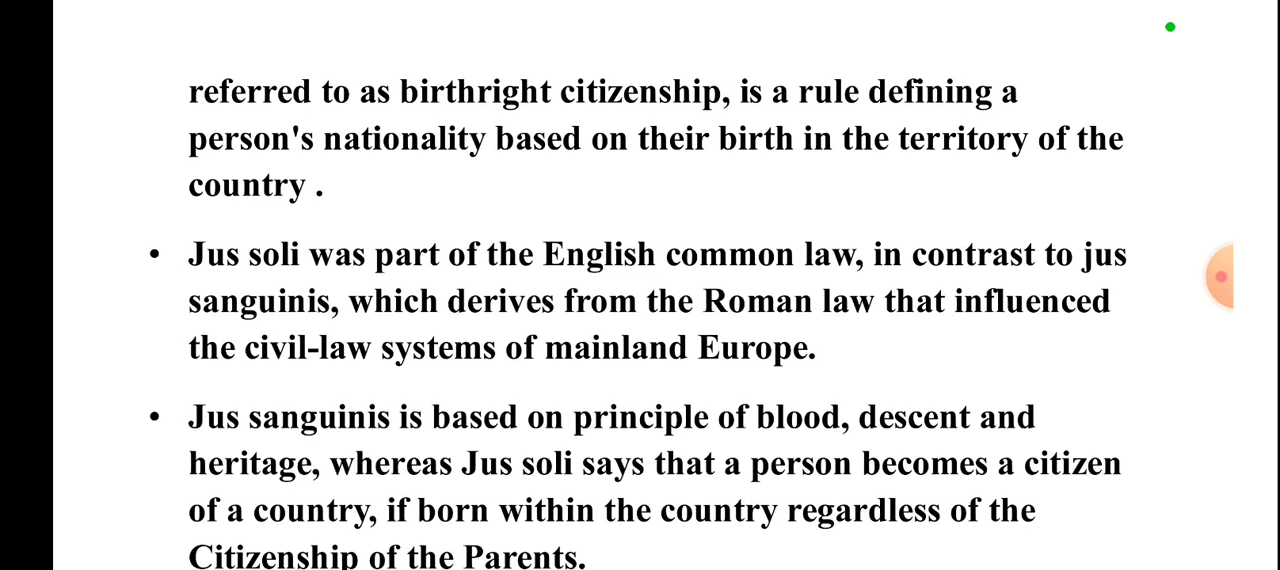 referred to as birthright citizenship, is a rule defining a
person's nationality based on their birth in the territory of the
country .
• Jus soli was part of the English common law, in contrast to jus
sanguinis, which derives from the Roman law that influenced
the civil-law systems of mainland Europe.
• Jus sanguinis is based on principle of blood, descent and
heritage, whereas Jus soli says that a person becomes a citizen
of a country, if born within the country regardless of the
Citizenship of the Parents.